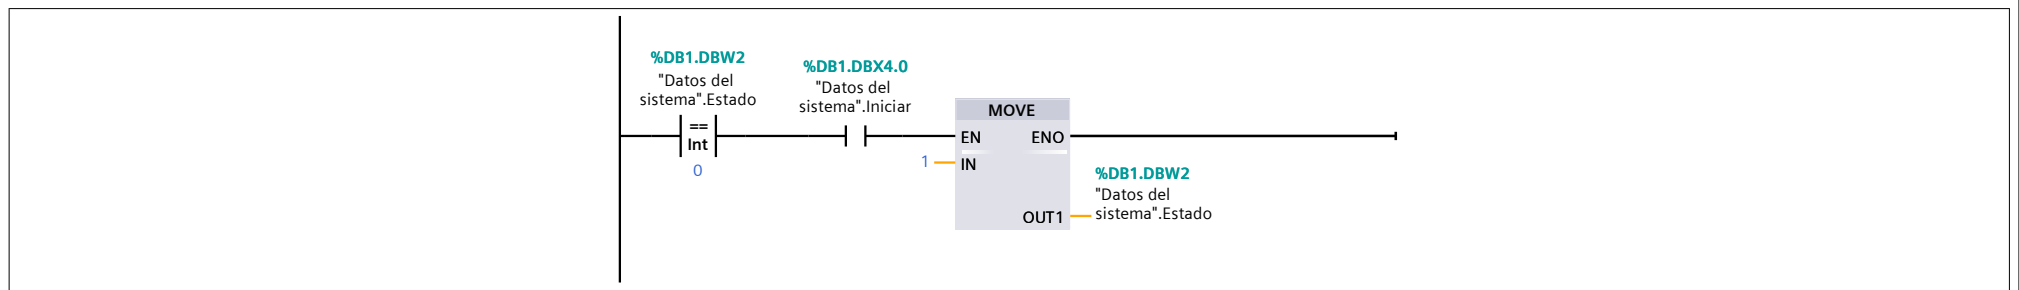 %DB1.DBW2
"Datos del
sistema".Estado
==
Int
0
%DB1.DBX4.0
"Datos del
sistema".Iniciar
MOVE
EN
ENO
1
IN
OUT1
%DB1.DBW2
"Datos del
sistema".Estado